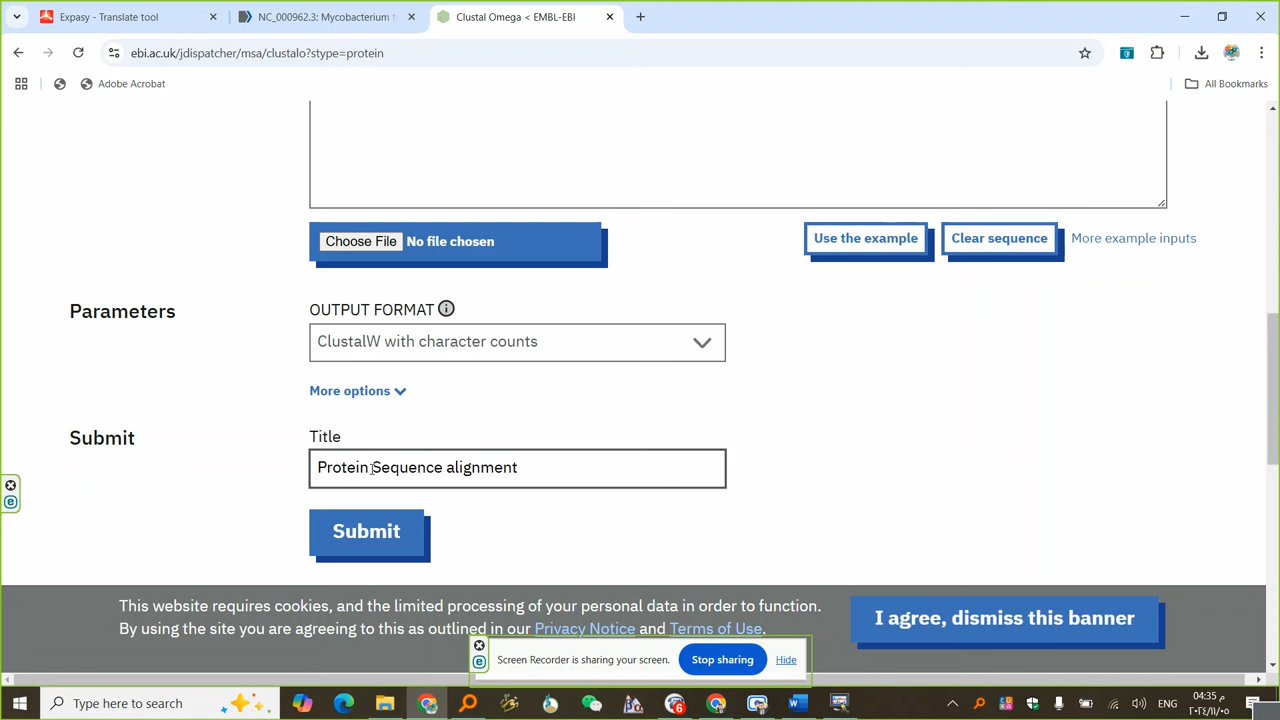 Expasy - Translate tool
NC_000962.3: Mycobacterium t
Clustal Omega < EMBL-EBI
ebi.ac.uk/jdispatcher/msa/clustalo?stype=protein
Adobe Acrobat
All Bookmarks
Choose File No file chosen
Use the example
Clear sequence
More example inputs
Parameters
OUTPUT FORMAT
ClustalW with character counts
More options
Submit
Title
Protein Sequence alignment
Submit
This website requires cookies, and the limited processing of your personal data in order to function.
By using the site you are agreeing to this as outlined in our Privacy Notice and Terms of Use.
I agree, dismiss this banner
Screen Recorder is sharing your screen.
Stop sharing
Hide
Type here to search
6
ENG
04:35 م